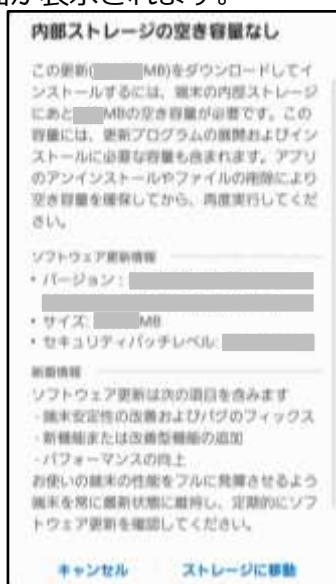 が表示されます。
内部ストレージの空き容量なし
この更新( MB)をダウンロードしてイ
ンストールするには、端末の内部ストレージ
にあと MBの空き容量が必要です。この
容量には、更新プログラムの展開およびイン
ストールに必要な容量も含まれます。アプリ
のアンインストールやファイルの削除により
空き容量を確保してから、再度実行してくだ
さい。
ソフトウェア更新情報
・バージョン:
・サイズ: MB
・セキュリティパッチレベル:
新着情報
ソフトウェア更新は次の項目を含みます
- 端末安定性の改善およびバグのフィックス
- 新機能または改善型機能の追加
- パフォーマンスの向上
お使いの端末の性能をフルに発揮させるよう
端末を常に最新状態に維持し、定期的にソフ
トウェア更新を確認してください。
キャンセル ストレージに移動